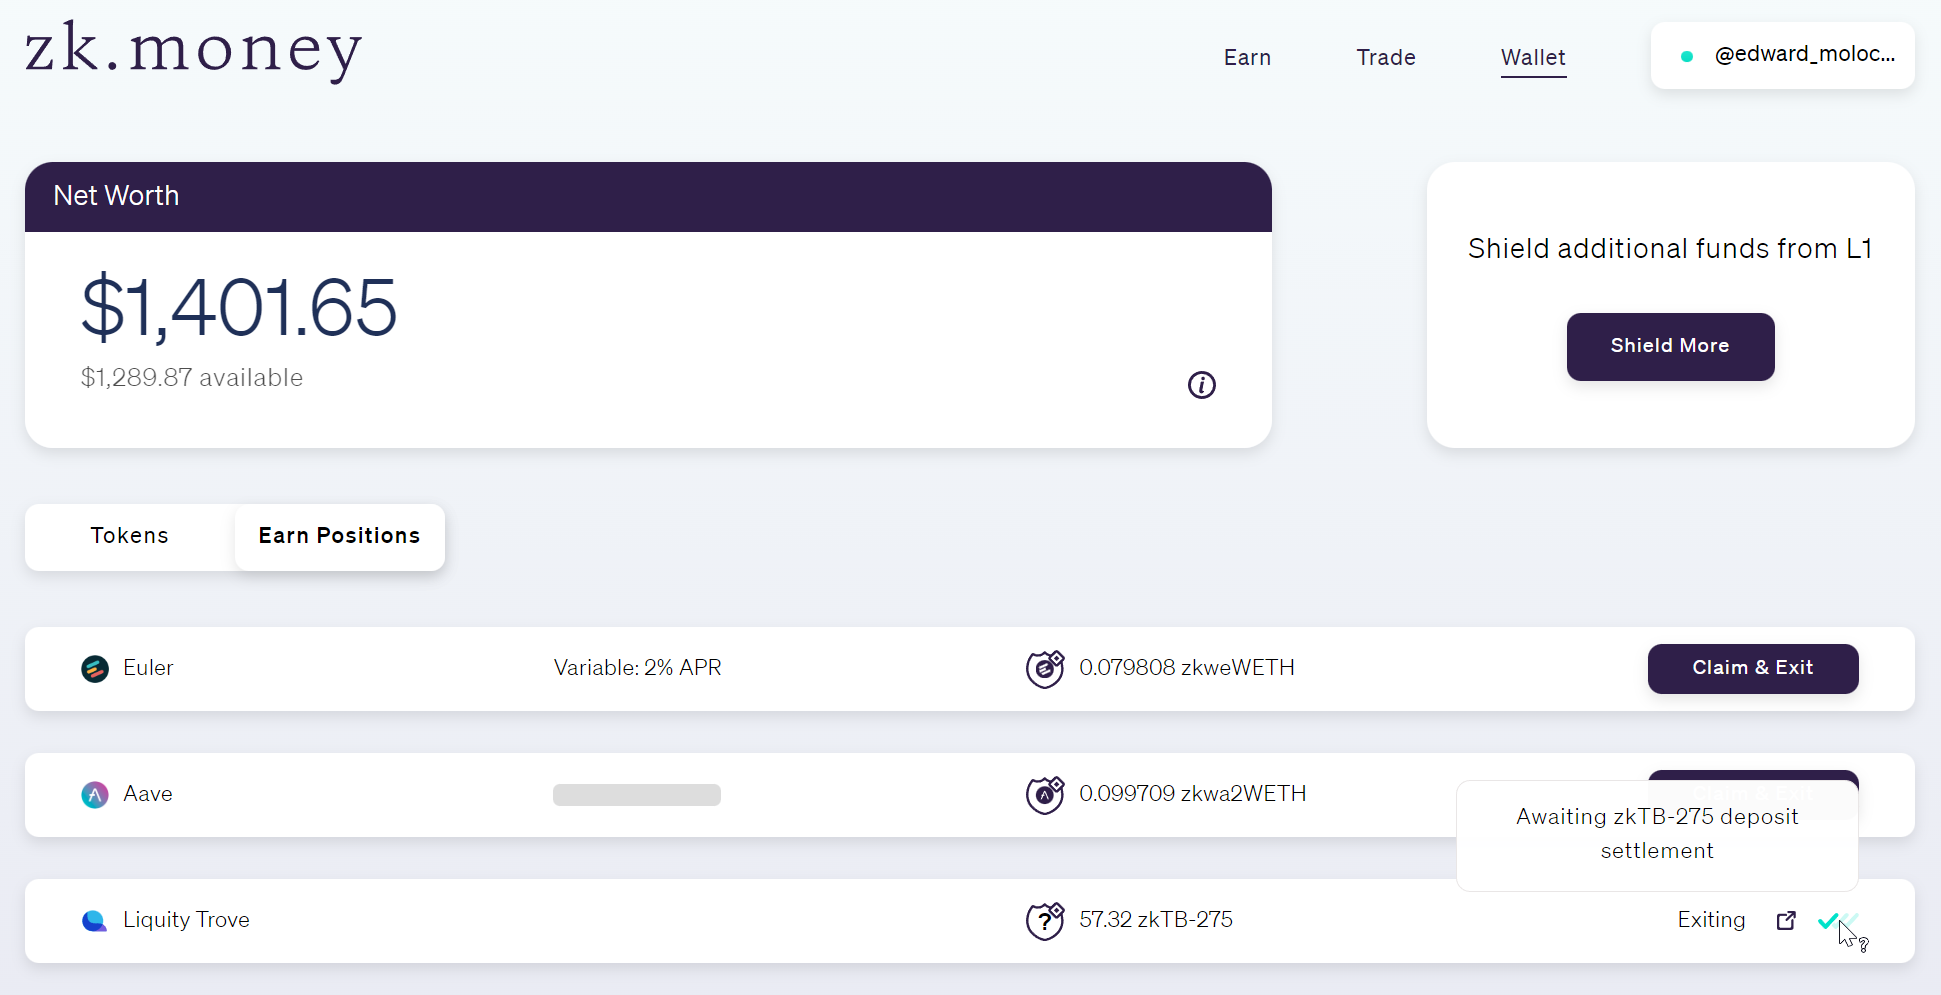 zk.money
Earn
Trade
Wallet
@edward_moloc...
Net Worth
$1,401.65
$1,289.87 available
Shield additional funds from L1
Shield More
Tokens
Earn Positions
Euler
Variable: 2% APR
0.079808 zkweWETH
Claim & Exit
Aave
0.099709 zkwa2WETH
Claim & Exit
Awaiting zkTB-275 deposit
settlement
Liquity Trove
57.32 zkTB-275
Exiting